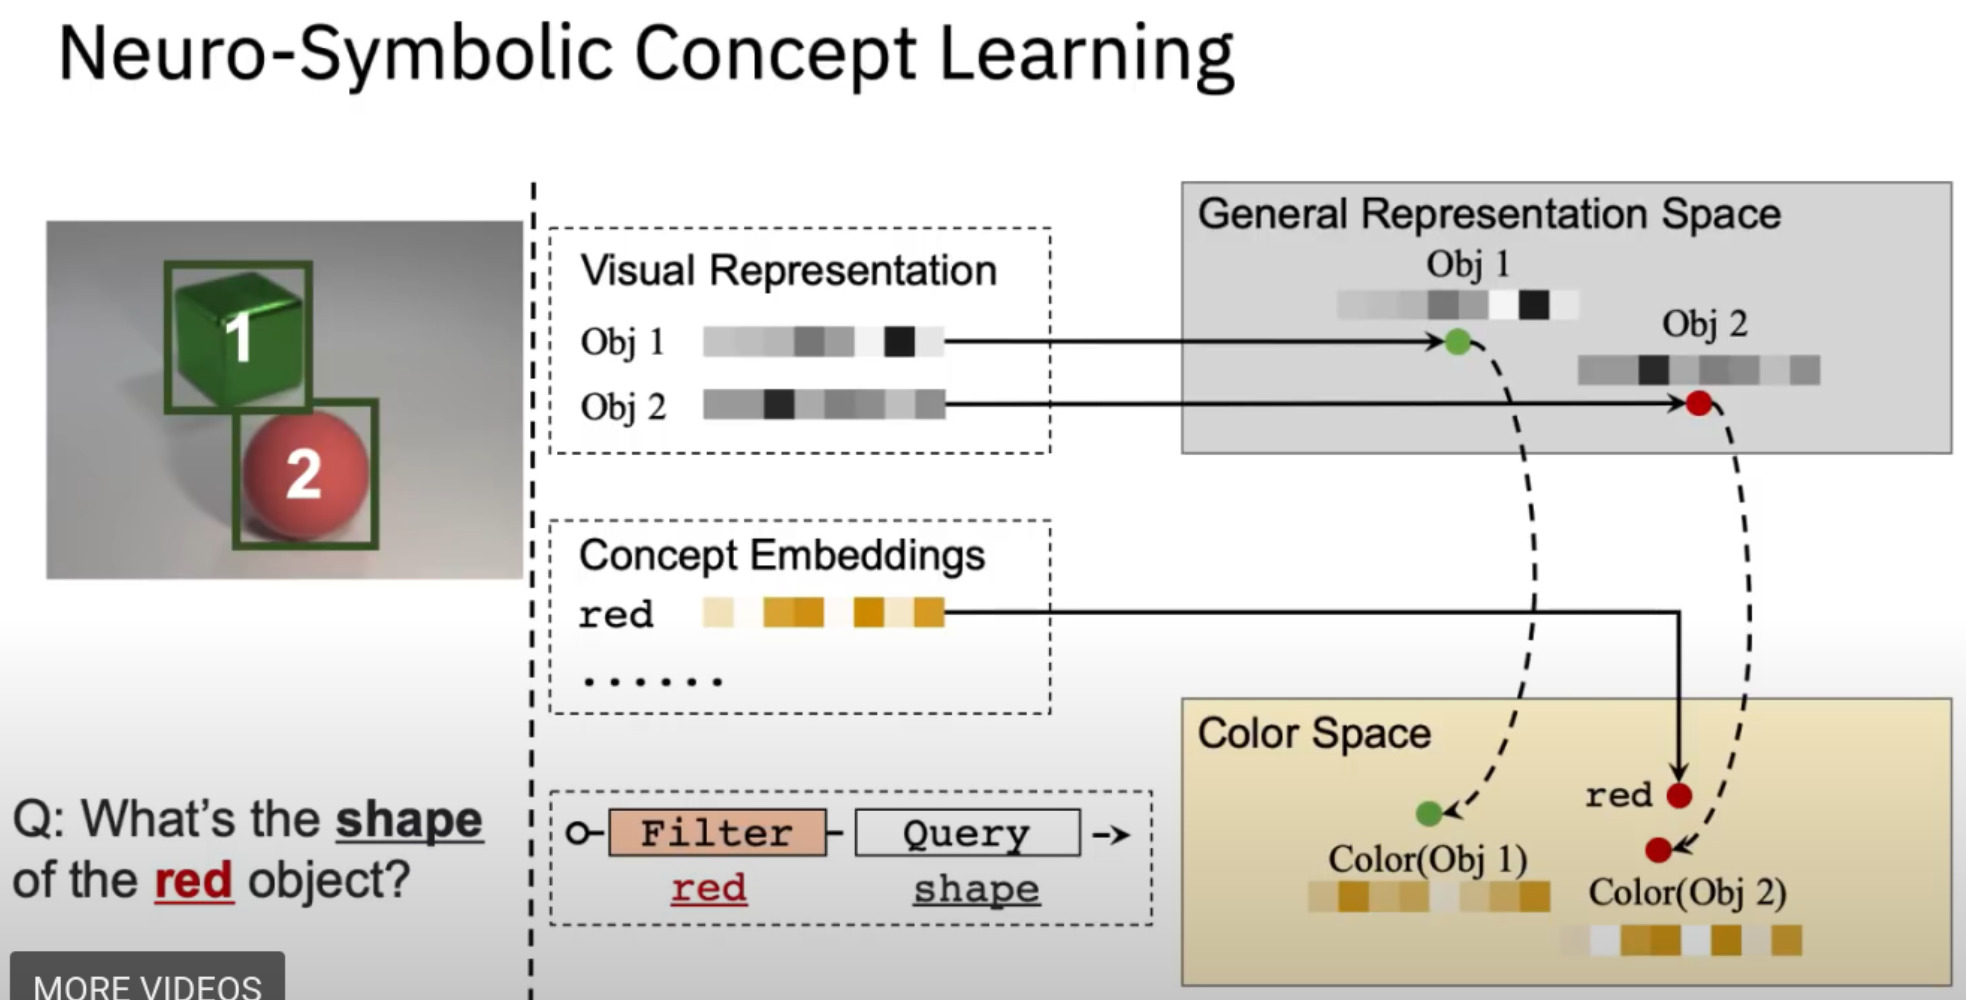 Neuro-Symbolic Concept Learning
1
2
Q: What's the shape
of the red object?
MORE VIDEOS
Visual Representation
Obj 1
Obj 2
Concept Embeddings
red
......
Filter
Query
red
shape
General Representation Space
Obj 1
Obj 2
Color Space
red
Color(Obj 1)
Color(Obj 2)